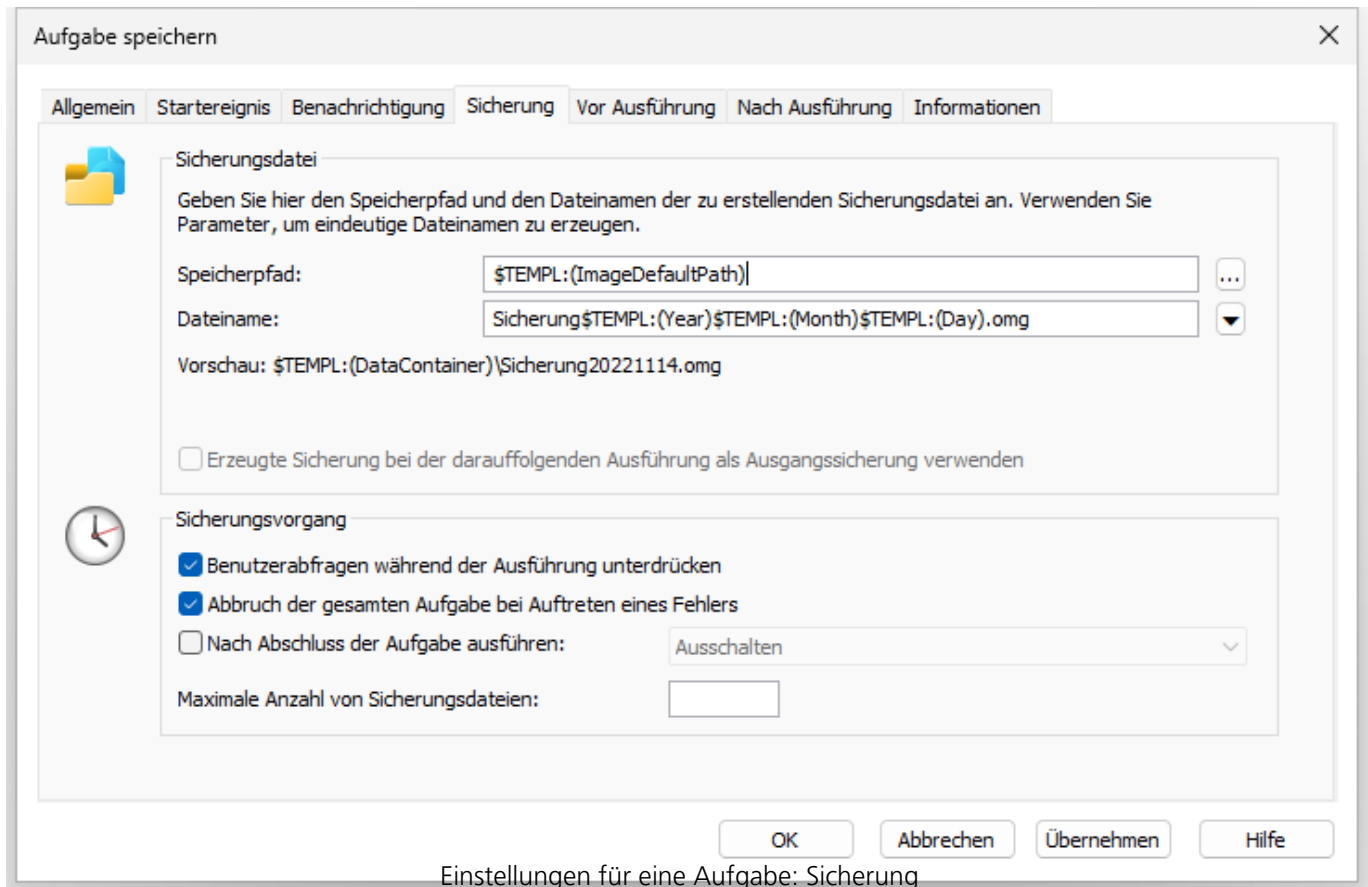 Aufgabe speichern
Allgemein Startereignis Benachrichtigung Sicherung Vor Ausführung Nach Ausführung Informationen
Sicherungsdatei
Geben Sie hier den Speicherpfad und den Dateinamen der zu erstellenden Sicherungsdatei an. Verwenden Sie
Parameter, um eindeutige Dateinamen zu erzeugen.
Speicherpfad: $TEMPL:(ImageDefaultPath) ...
Dateiname: Sicherung$TEMPL:(Year)$TEMPL:(Month)$TEMPL:(Day).omg
Vorschau: $TEMPL:(DataContainer)\Sicherung20221114.omg
Erzeugte Sicherung bei der darauffolgenden Ausführung als Ausgangssicherung verwenden
Sicherungsvorgang
Benutzerabfragen während der Ausführung unterdrücken
Abbruch der gesamten Aufgabe bei Auftreten eines Fehlers
Nach Abschluss der Aufgabe ausführen: Ausschalten
Maximale Anzahl von Sicherungsdateien:
OK Abbrechen Übernehmen Hilfe
Einstellungen für eine Aufgabe: Sicherung